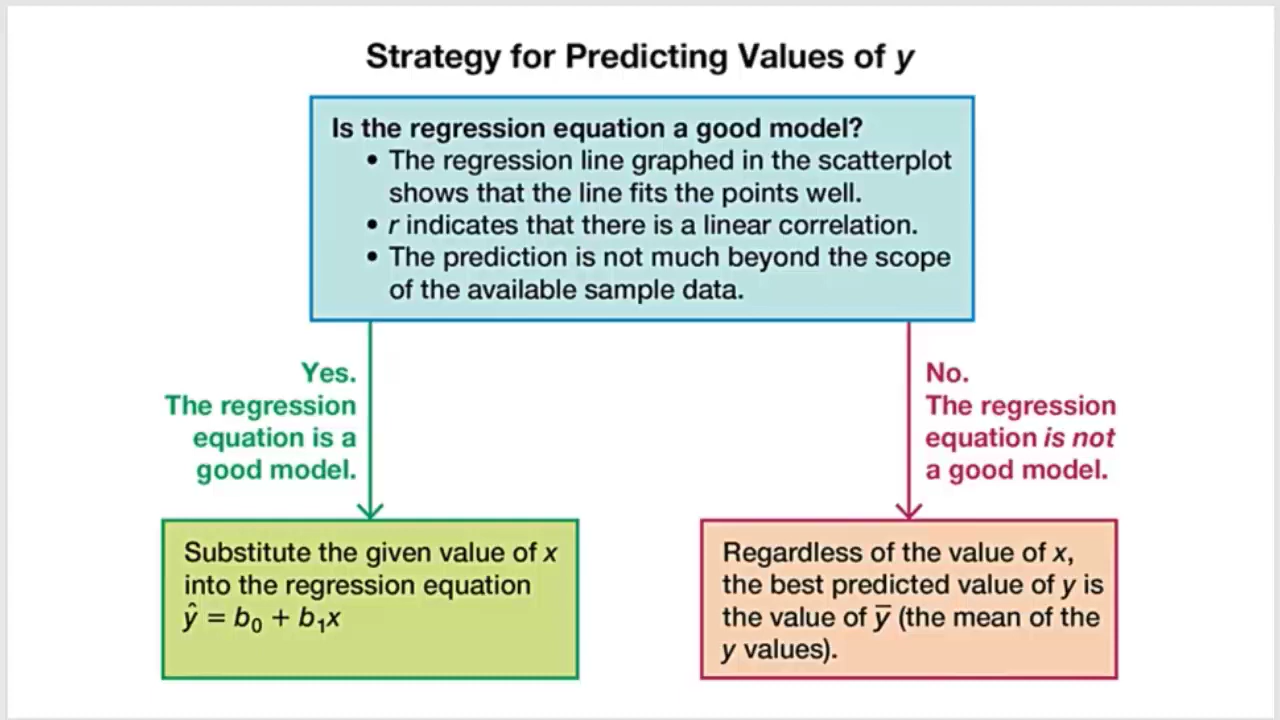 Strategy for Predicting Values of y
Is the regression equation a good model?
• The regression line graphed in the scatterplot
shows that the line fits the points well.
• r indicates that there is a linear correlation.
• The prediction is not much beyond the scope
of the available sample data.
Yes.
The regression
equation is a
good model.
No.
The regression
equation is not
a good model.
Substitute the given value of x
into the regression equation
ŷ = b₀ + b₁x
Regardless of the value of x,
the best predicted value of y is
the value of ȳ (the mean of the
y values).